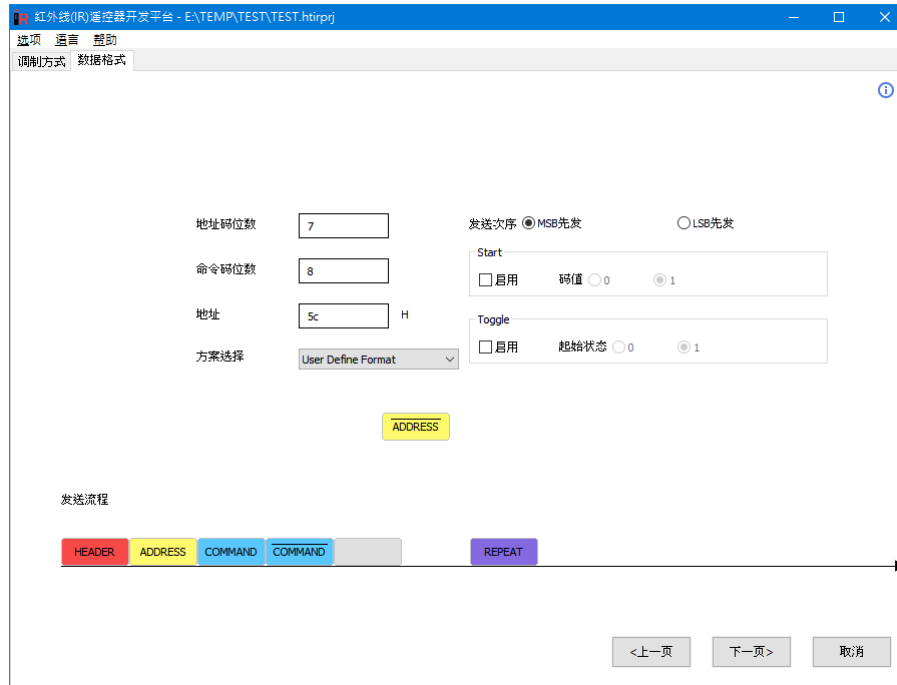 红外线(IR)遥控器开发平台 - E:\TEMP\TEST\TEST.htirprj
选项 语言 帮助
调制方式 数据格式
地址码位数 7
发送次序 MSB先发 LSB先发
命令码位数 8
Start
启用 码值 0 1
地址 5c H
Toggle
启用 起始状态 0 1
方案选择 User Define Format
ADDRESS
发送流程
HEADER ADDRESS COMMAND COMMAND REPEAT
<上一页 下一页> 取消